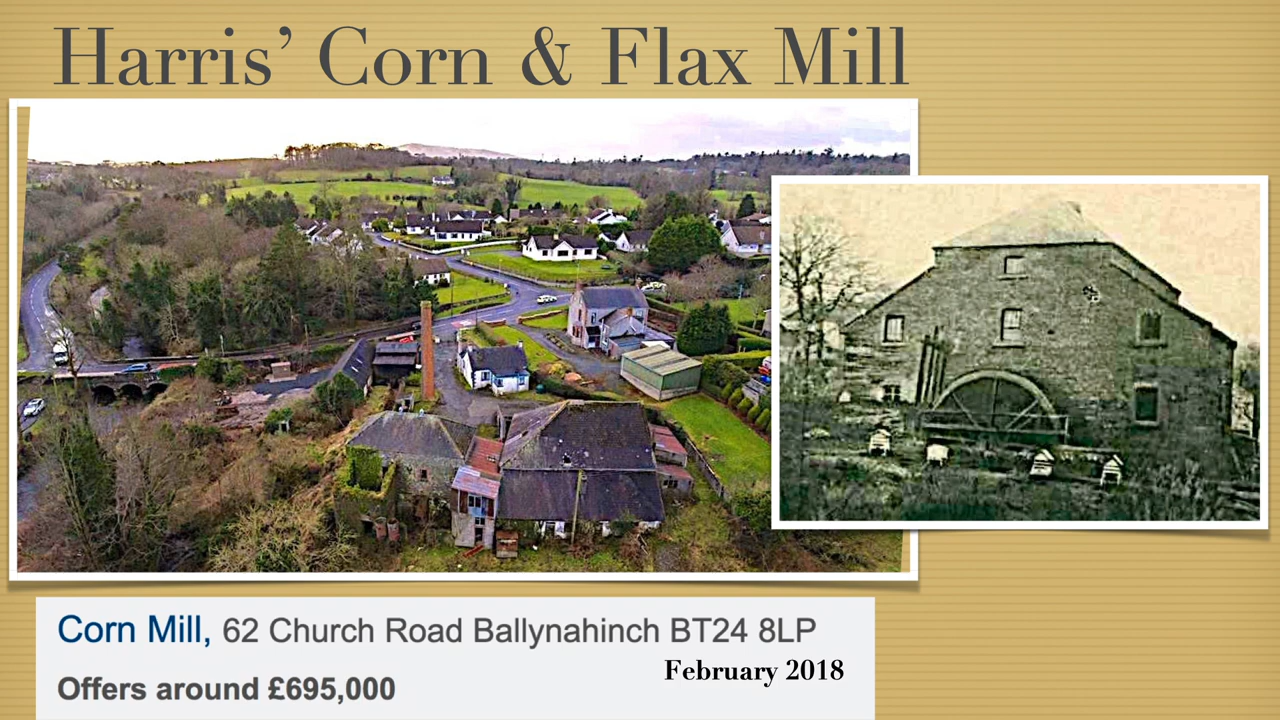 Harris’ Corn & Flax Mill
Corn Mill, 62 Church Road Ballynahinch BT24 8LP
February 2018
Offers around £695,000